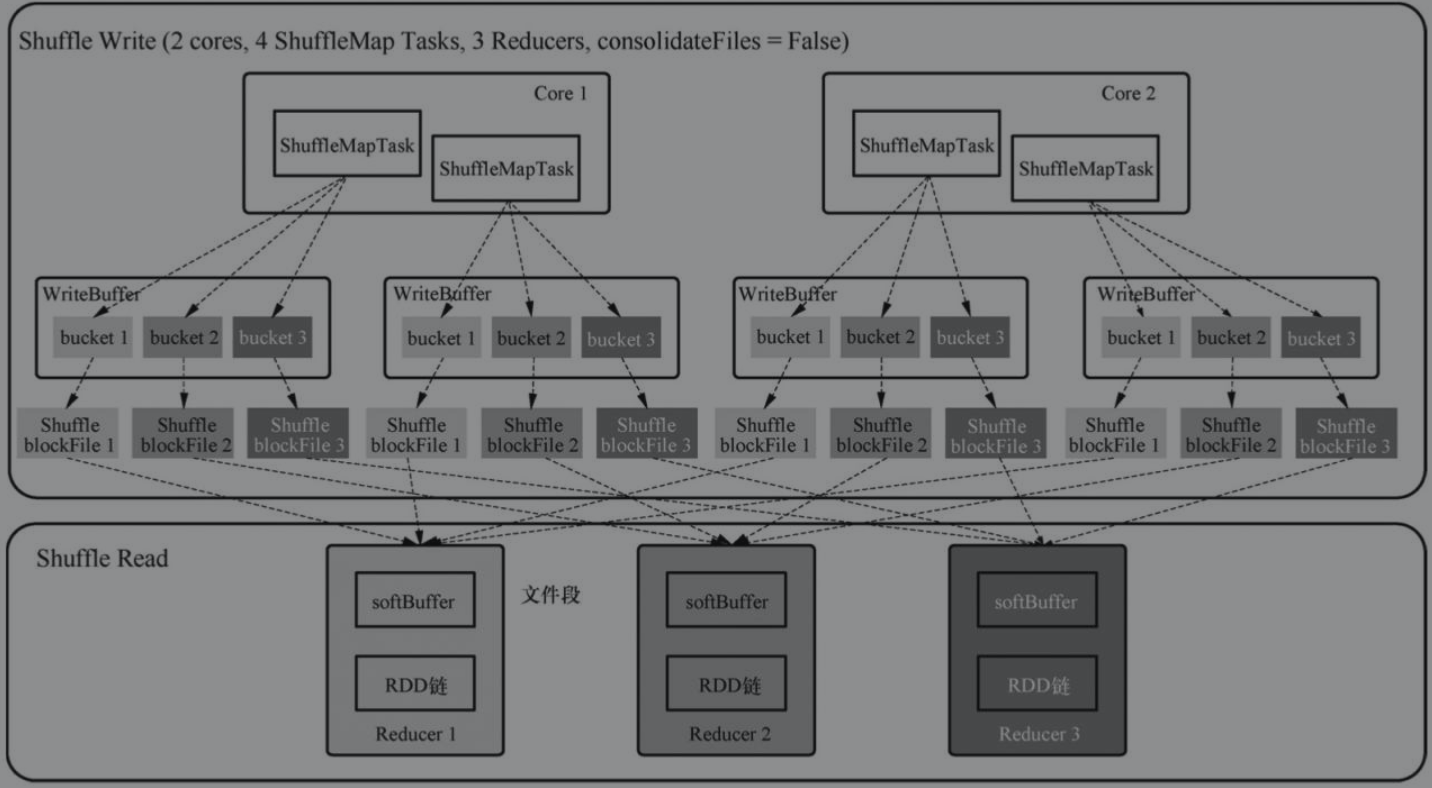 Shuffle Write (2 cores, 4 ShuffleMap Tasks, 3 Reducers, consolidateFiles = False)
Core 1
Core 2
ShuffleMapTask
ShuffleMapTask
ShuffleMapTask
ShuffleMapTask
WriteBuffer
WriteBuffer
WriteBuffer
WriteBuffer
bucket 1
bucket 2
bucket 3
bucket 1
bucket 2
bucket 3
bucket 1
bucket 2
bucket 3
bucket 1
bucket 2
bucket 3
Shuffle
blockFile 1
Shuffle
blockFile 2
Shuffle
blockFile 3
Shuffle
blockFile 1
Shuffle
blockFile 2
Shuffle
blockFile 3
Shuffle
blockFile 1
Shuffle
blockFile 2
Shuffle
blockFile 3
Shuffle
blockFile 1
Shuffle
blockFile 2
Shuffle
blockFile 3
Shuffle Read
softBuffer
文件段
softBuffer
softBuffer
RDD链
RDD链
RDD链
Reducer 1
Reducer 2
Reducer 3